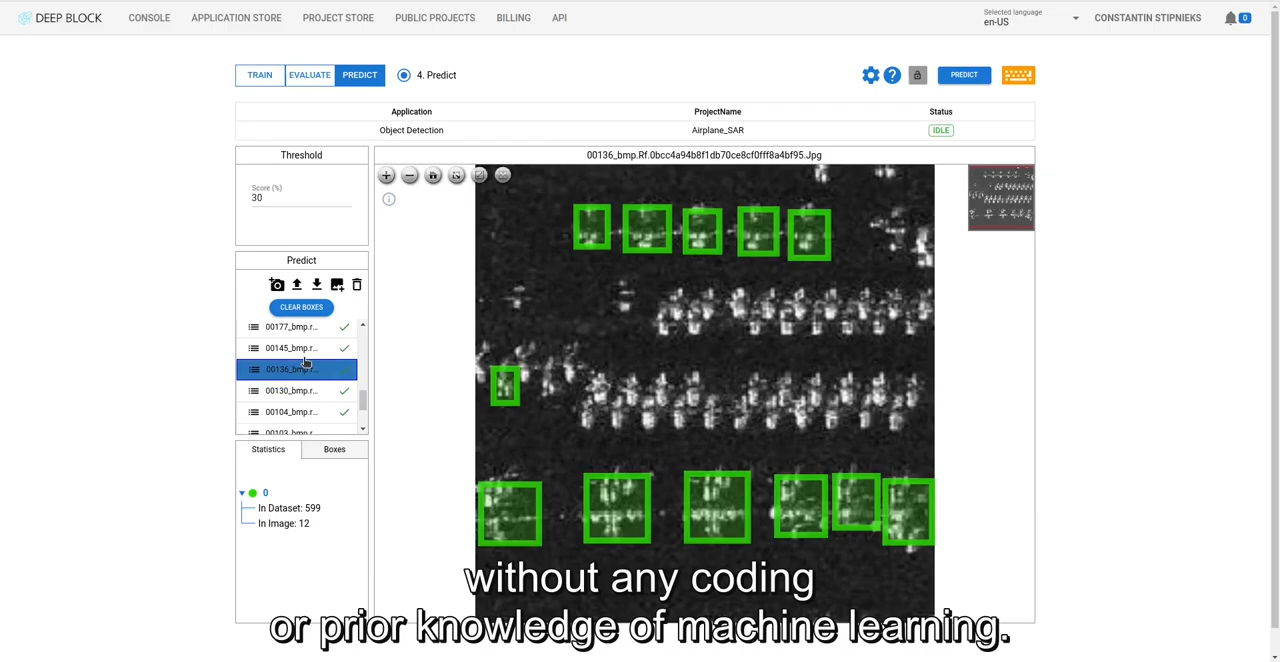 DEEP BLOCK
CONSOLE
APPLICATION STORE
PROJECT STORE
PUBLIC PROJECTS
BILLING
API
Selected language
en-US
CONSTANTIN STIPNIEKS
0
TRAIN
EVALUATE
PREDICT
4. Predict
PREDICT
Application
ProjectName
Status
Object Detection
Airplane_SAR
IDLE
Threshold
Score (%)
30
00136_bmp.Rf.0bcc4a94b8f1db70ce8cf0fff8a4bf95.Jpg
Predict
CLEAR BOXES
00177_bmp.r...
00145_bmp.r...
00136_bmp.r...
00130_bmp.r...
00104_bmp.r...
00103_bmp.r...
Statistics
Boxes
0
In Dataset: 599
In Image: 12
without any coding
or prior knowledge of machine learning.